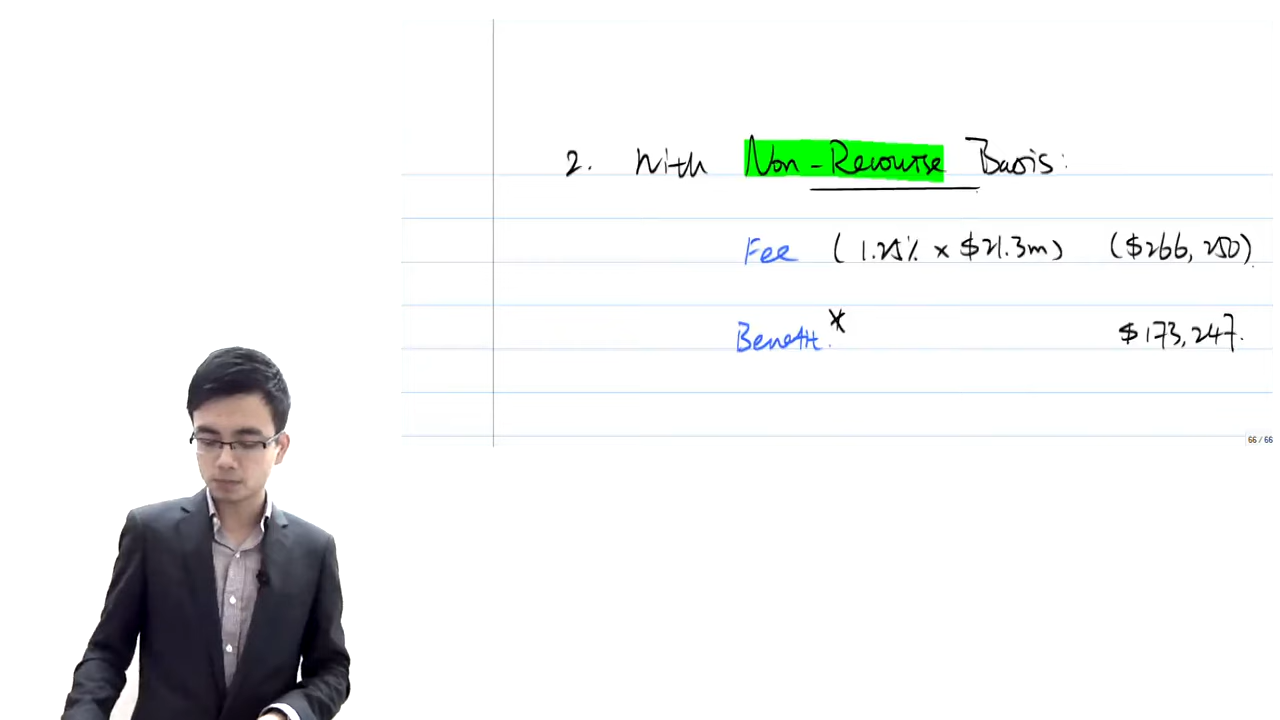 2. With Non-Recourse Basis:
Fee (1.25% × $21.3m) ($266,250)
Benefit.* $173,247.
66 / 66